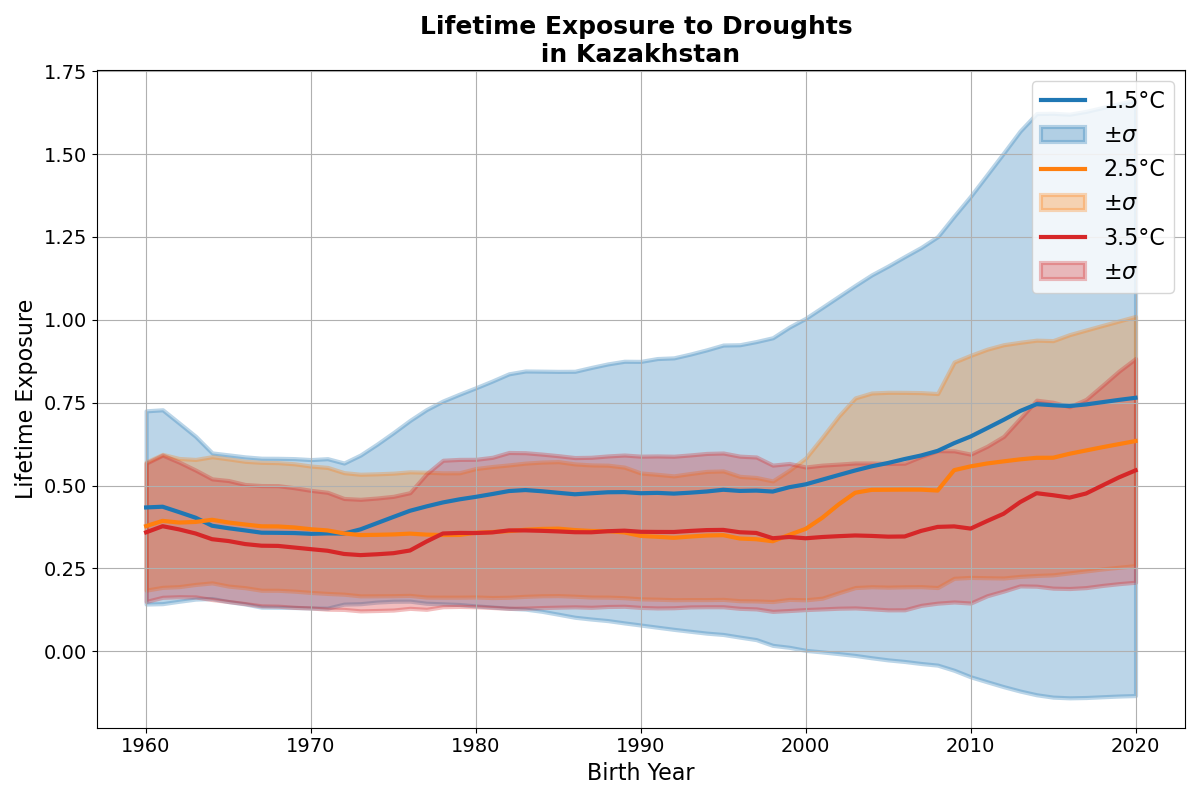 Lifetime Exposure to Droughts
in Kazakhstan
1.75
1.50
1.25
1.00
0.75
0.50
0.25
0.00
Lifetime Exposure
1.5°C
±σ
2.5°C
±σ
3.5°C
±σ
1960
1970
1980
1990
2000
2010
2020
Birth Year